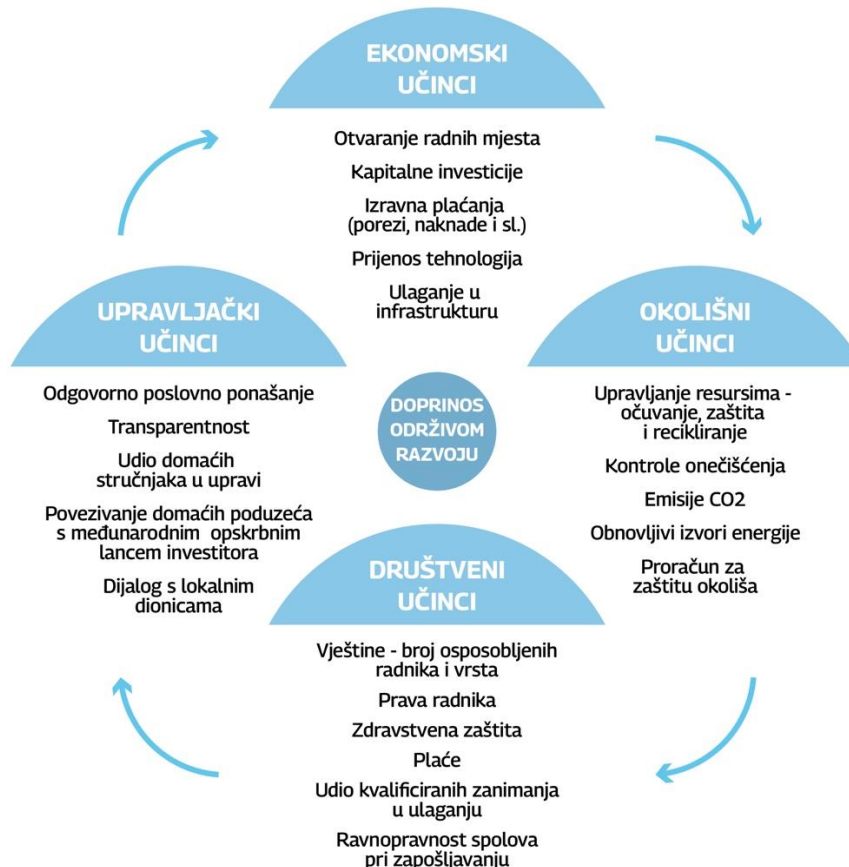 EKONOMSKI
UČINCI
Otvaranje radnih mjesta
Kapitalne investicije
Izravna plaćanja
(porezi, naknade i sl.)
Prijenos tehnologija
Ulaganje u
infrastrukturu
UPRAVLJAČKI
UČINCI
Odgovorno poslovno ponašanje
Transparentnost
Udio domaćih
stručnjaka u upravi
Povezivanje domaćih poduzeća
s međunarodnim opskrbnim
lancem investitora
Dijalog s lokalnim
dionicama
DOPRINOS
ODRŽIVOM
RAZVOJU
OKOLIŠNI
UČINCI
Upravljanje resursima -
očuvanje, zaštita
i recikliranje
Kontrole onečišćenja
Emisije CO2
Obnovljivi izvori energije
Proračun za
zaštitu okoliša
DRUŠTVENI
UČINCI
Vještine - broj osposobljenih
radnika i vrsta
Prava radnika
Zdravstvena zaštita
Plaće
Udio kvalificiranih zanimanja
u ulaganju
Ravnopravnost spolova
pri zapošljavanju